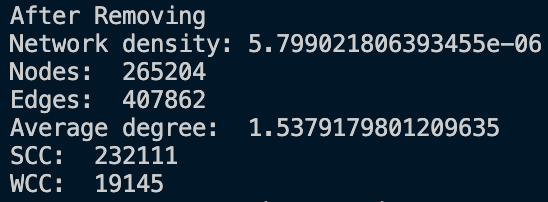 After Removing
Network density: 5.799021806393455e-06
Nodes:  265204
Edges:  407862
Average degree:  1.5379179801209635
SCC:  232111
WCC:  19145